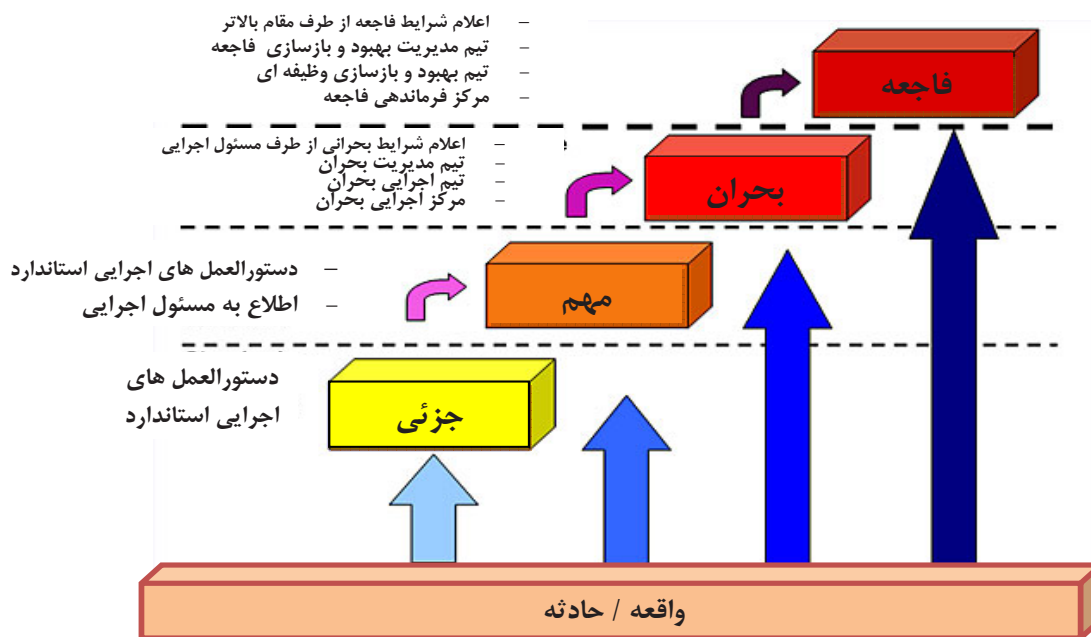 – اعلام شرایط فاجعه از طرف مقام بالاتر
– تیم مدیریت بهبود و بازسازی فاجعه
– تیم بهبود و بازسازی وظیفه ای
– مرکز فرماندهی فاجعه
فاجعه
– اعلام شرایط بحرانی از طرف مسئول اجرایی
– تیم مدیریت بحران
– تیم اجرایی بحران
– مرکز اجرایی بحران
بحران
– دستورالعمل های اجرایی استاندارد
– اطلاع به مسئول اجرایی
مهم
دستورالعمل های
اجرایی استاندارد
جزئی
واقعه / حادثه